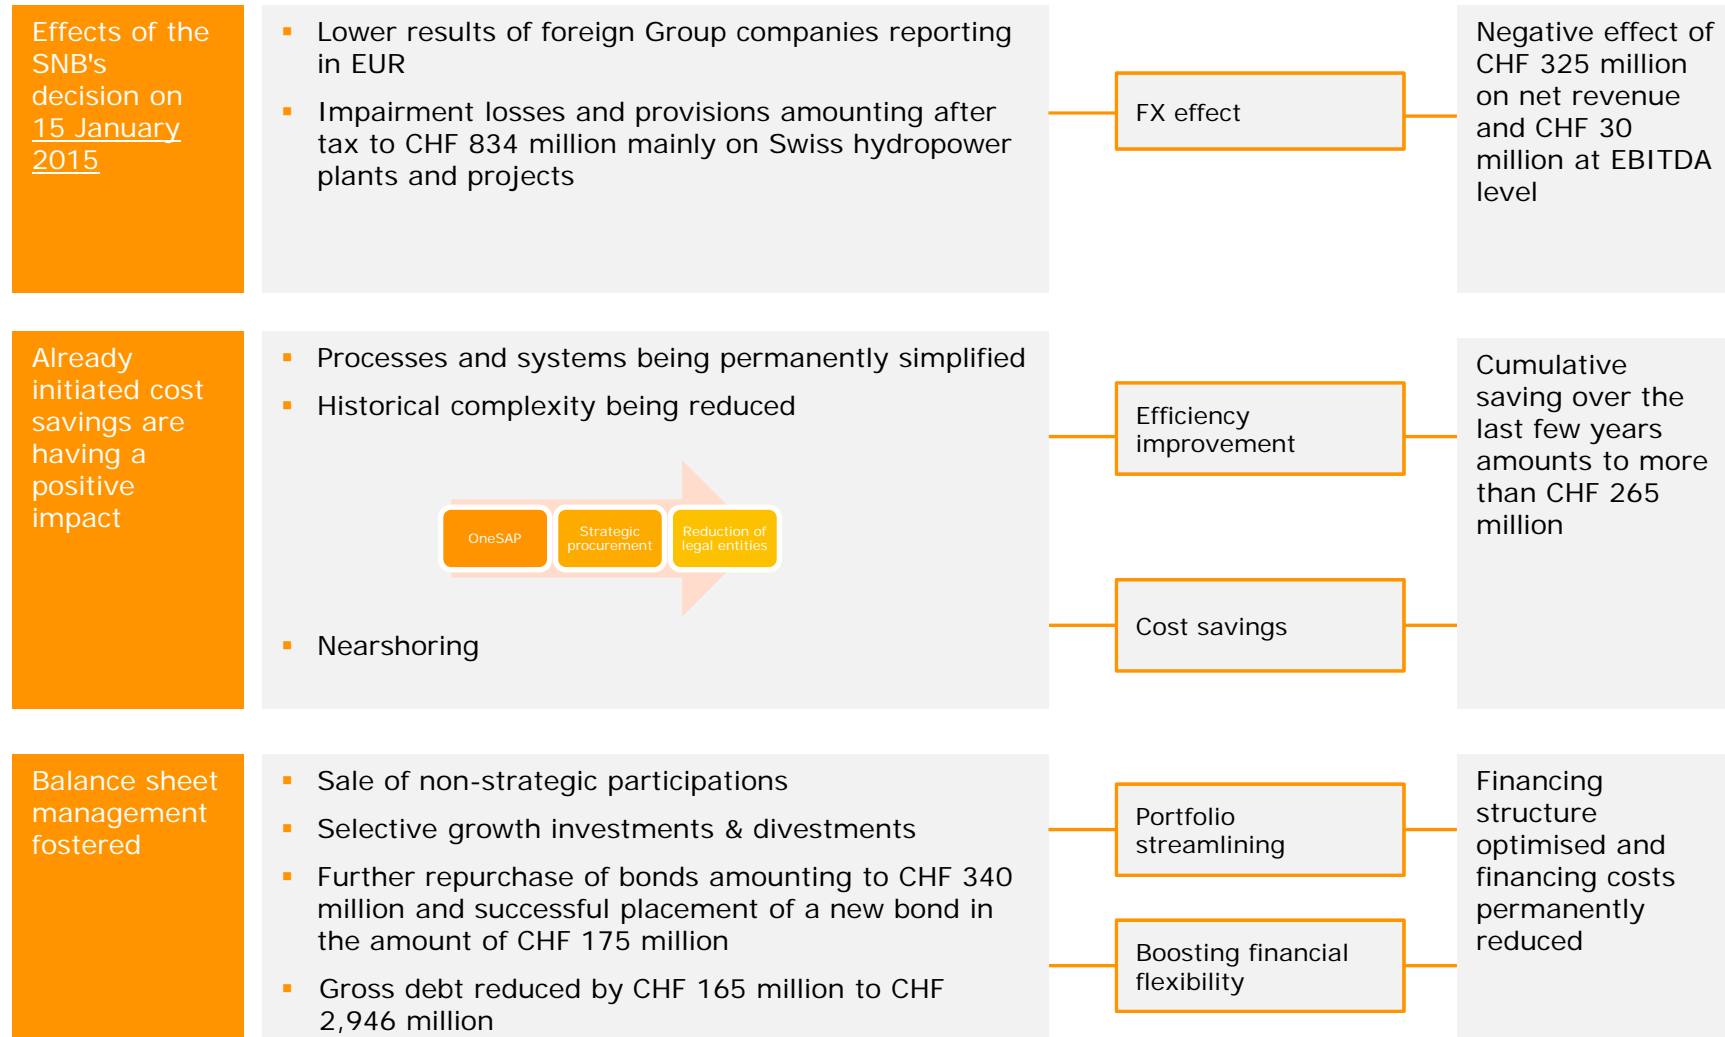 Effects of the
SNB's
decision on
15 January
2015
▪ Lower results of foreign Group companies reporting
in EUR
▪ Impairment losses and provisions amounting after
tax to CHF 834 million mainly on Swiss hydropower
plants and projects
FX effect
Negative effect of
CHF 325 million
on net revenue
and CHF 30
million at EBITDA
level
Already
initiated cost
savings are
having a
positive
impact
▪ Processes and systems being permanently simplified
▪ Historical complexity being reduced
OneSAP
Strategic
procurement
Reduction of
legal entities
▪ Nearshoring
Efficiency
improvement
Cost savings
Cumulative
saving over the
last few years
amounts to more
than CHF 265
million
Balance sheet
management
fostered
▪ Sale of non-strategic participations
▪ Selective growth investments & divestments
▪ Further repurchase of bonds amounting to CHF 340
million and successful placement of a new bond in
the amount of CHF 175 million
▪ Gross debt reduced by CHF 165 million to CHF
2,946 million
Portfolio
streamlining
Boosting financial
flexibility
Financing
structure
optimised and
financing costs
permanently
reduced